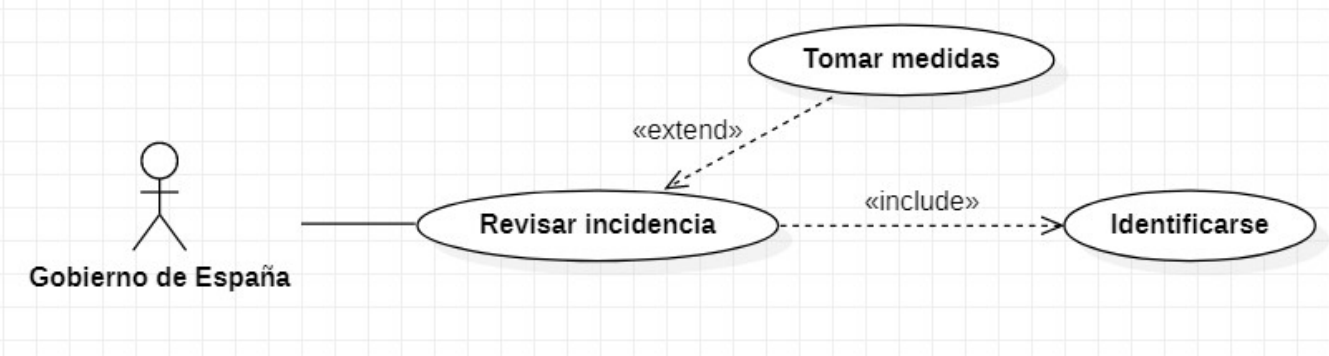 Tomar medidas
«extend»
Revisar incidencia
«include»
Identificarse
Gobierno de España